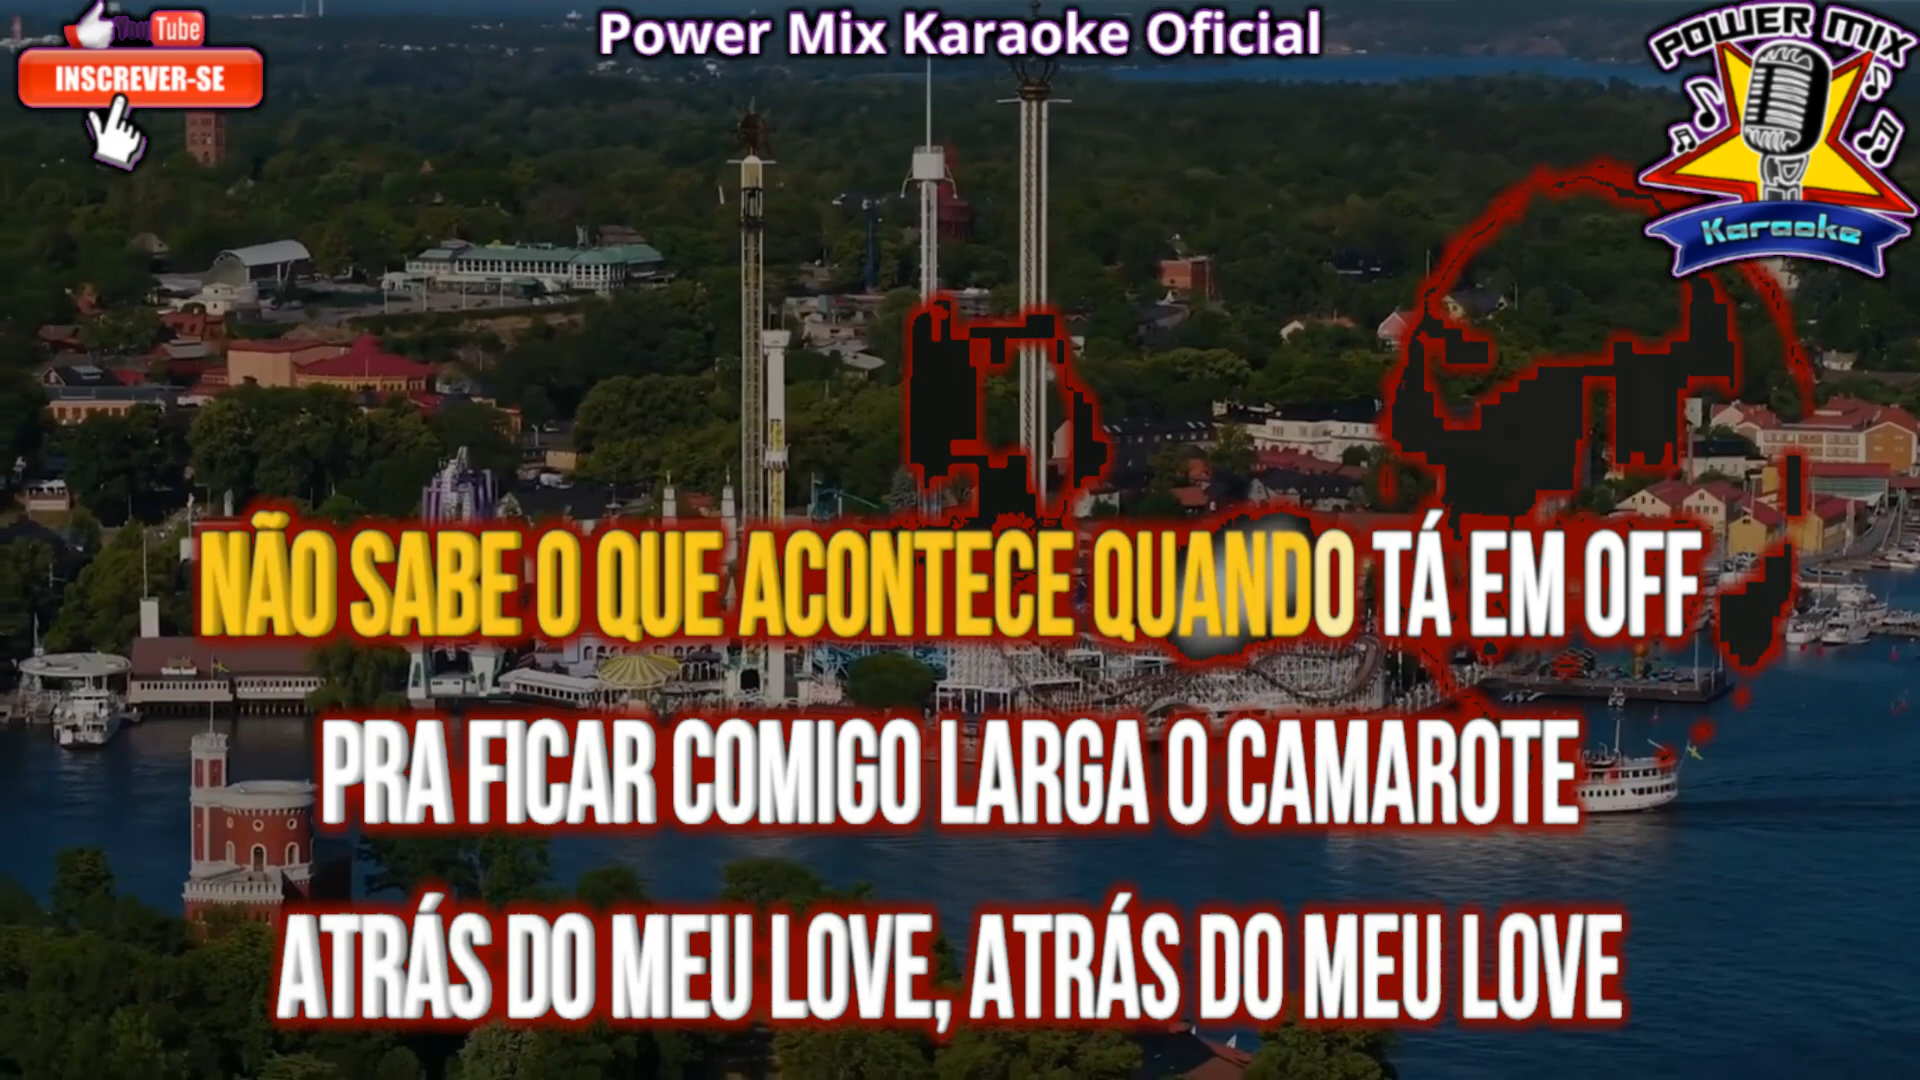 YouTube
INSCREVER-SE
Power Mix Karaoke Oficial
POWER MIX
Karaoke
NÃO SABE O QUE ACONTECE QUANDO TÁ EM OFF
PRA FICAR COMIGO LARGA O CAMAROTE
ATRÁS DO MEU LOVE, ATRÁS DO MEU LOVE